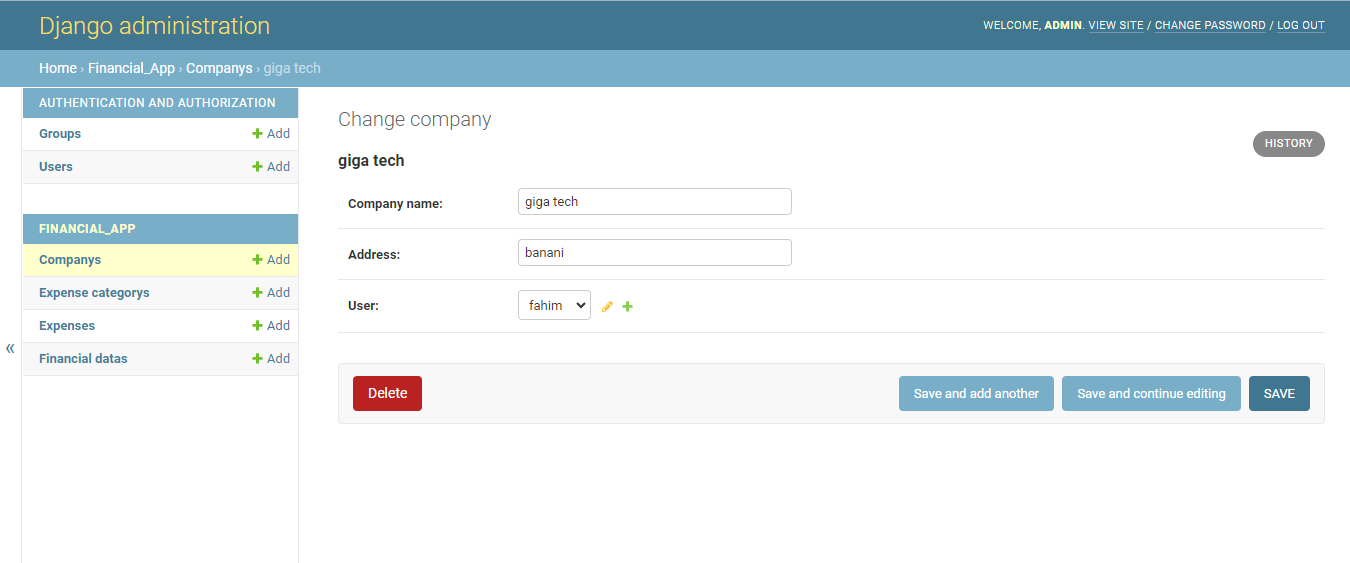 Django administration
WELCOME, ADMIN. VIEW SITE / CHANGE PASSWORD / LOG OUT
Home › Financial_App › Companys › giga tech
AUTHENTICATION AND AUTHORIZATION
Groups + Add
Users + Add
FINANCIAL_APP
Companys + Add
Expense categorys + Add
Expenses + Add
Financial datas + Add
«
Change company
HISTORY
giga tech
Company name: giga tech
Address: banani
User: fahim
Delete
Save and add another
Save and continue editing
SAVE